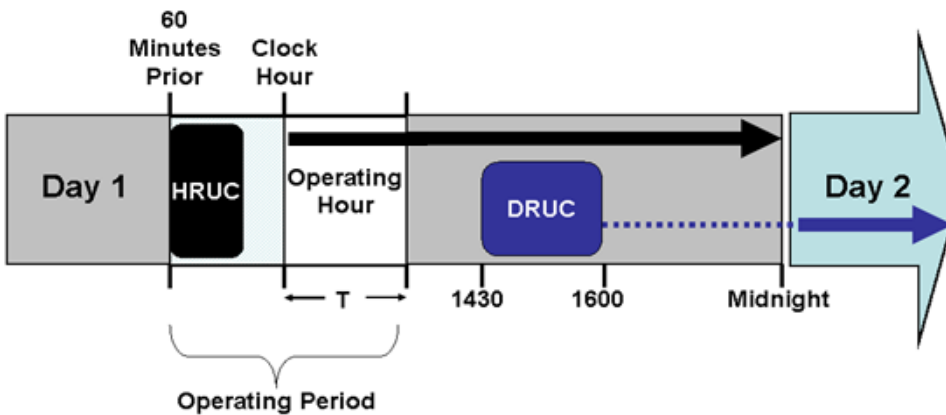 60
Minutes
Prior
Clock
Hour
Day 1
HRUC
Operating
Hour
DRUC
Day 2
T
1430
1600
Midnight
Operating Period